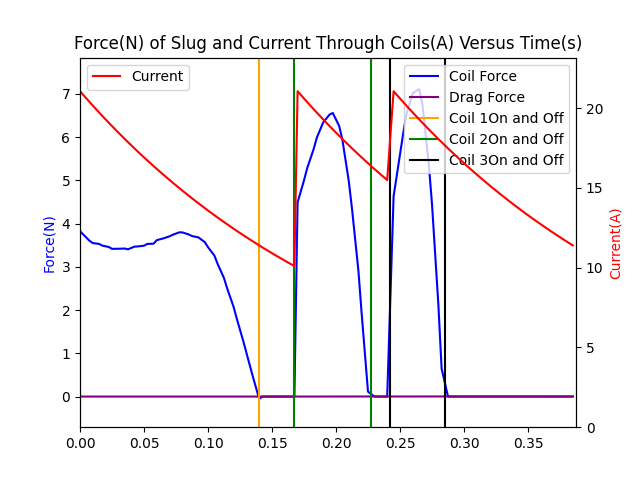 Force(N) of Slug and Current Through Coils(A) Versus Time(s)
Current
Coil Force
Drag Force
Coil 1On and Off
Coil 2On and Off
Coil 3On and Off
Force(N)
7
6
5
4
3
2
1
0
Current(A)
20
15
10
5
0
0.00 0.05 0.10 0.15 0.20 0.25 0.30 0.35